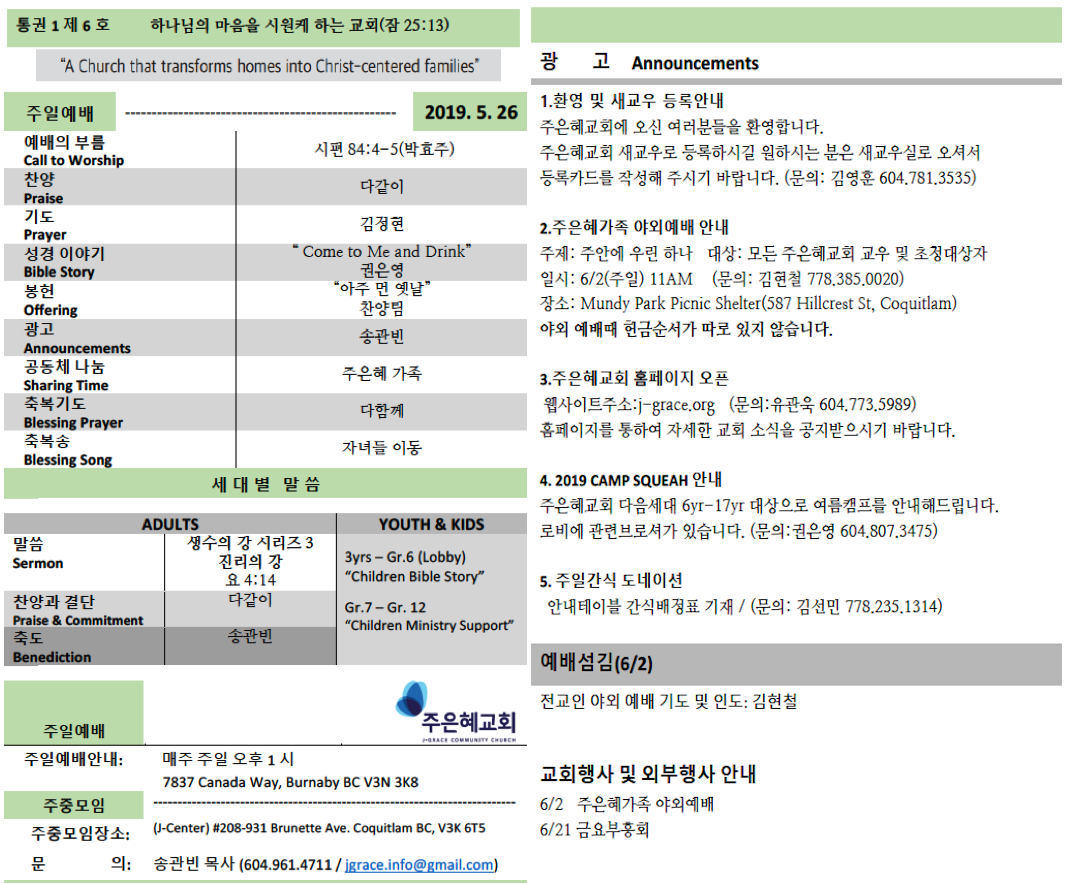 통권 1 제 6 호 하나님의 마음을 시원케 하는 교회(잠 25:13)
“A Church that transforms homes into Christ-centered families”
주일예배 ------------------------------------------------ 2019. 5. 26
예배의 부름
Call to Worship
시편 84:4-5(박효주)
찬양
Praise
다같이
기도
Prayer
김정현
성경 이야기
Bible Story
“ Come to Me and Drink”
권은영
봉헌
Offering
“아주 먼 옛날”
찬양팀
광고
Announcements
송관빈
공동체 나눔
Sharing Time
주은혜 가족
축복기도
Blessing Prayer
다함께
축복송
Blessing Song
자녀들 이동
세대별 말씀
ADULTS
YOUTH & KIDS
말씀
Sermon
생수의 강 시리즈 3
진리의 강
요 4:14
찬양과 결단
Praise & Commitment
다같이
축도
Benediction
송관빈
3yrs – Gr.6 (Lobby)
“Children Bible Story”
Gr.7 – Gr. 12
“Children Ministry Support”
주일예배
주은혜교회
J-GRACE COMMUNITY CHURCH
주일예배안내: 매주 주일 오후 1 시
7837 Canada Way, Burnaby BC V3N 3K8
주중모임 ----------------------------------------------------------------
주중모임장소: (J-Center) #208-931 Brunette Ave. Coquitlam BC, V3K 6T5
문 의: 송관빈 목사 (604.961.4711 / jgrace.info@gmail.com)
광 고 Announcements
1.환영 및 새교우 등록안내
주은혜교회에 오신 여러분들을 환영합니다.
주은혜교회 새교우로 등록하시길 원하시는 분은 새교우실로 오셔서
등록카드를 작성해 주시기 바랍니다. (문의: 김영훈 604.781.3535)
2.주은혜가족 야외예배 안내
주제: 주안에 우린 하나 대상: 모든 주은혜교회 교우 및 초청대상자
일시: 6/2(주일) 11AM (문의: 김현철 778.385.0020)
장소: Mundy Park Picnic Shelter(587 Hillcrest St, Coquitlam)
야외 예배때 헌금순서가 따로 있지 않습니다.
3.주은혜교회 홈페이지 오픈
웹사이트주소:j-grace.org (문의:유관욱 604.773.5989)
홈페이지를 통하여 자세한 교회 소식을 공지받으시기 바랍니다.
4. 2019 CAMP SQUEAH 안내
주은혜교회 다음세대 6yr-17yr 대상으로 여름캠프를 안내해드립니다.
로비에 관련브로셔가 있습니다. (문의:권은영 604.807.3475)
5. 주일간식 도네이션
안내테이블 간식배정표 기재 / (문의: 김선민 778.235.1314)
예배섬김(6/2)
전교인 야외 예배 기도 및 인도: 김현철
교회행사 및 외부행사 안내
6/2 주은혜가족 야외예배
6/21 금요부흥회